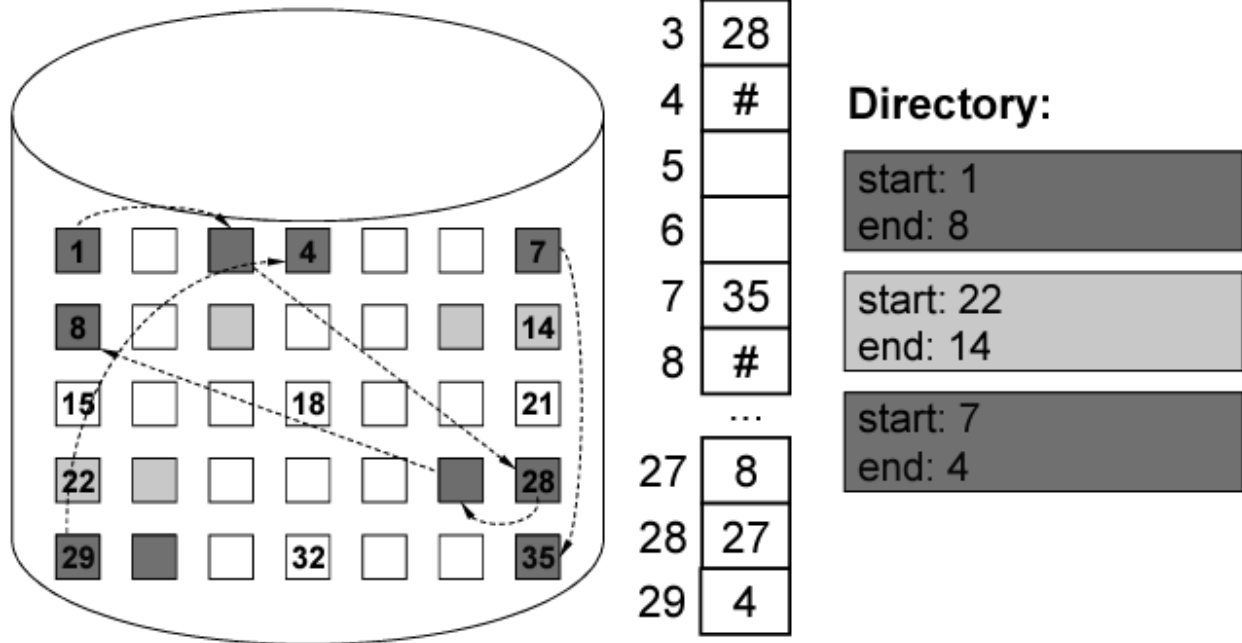 1 4 7
8 14
15 18 21
22 28
29 32 35
3 28
4 #
5
6
7 35
8 #
...
27 8
28 27
29 4
Directory:
start: 1
end: 8
start: 22
end: 14
start: 7
end: 4